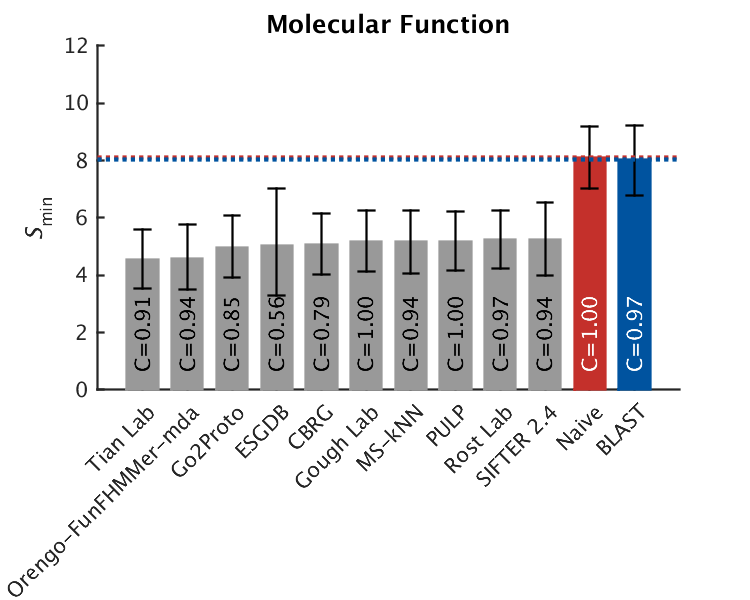 Molecular Function
12
10
8
6
4
2
0
Smin
C=0.91
C=0.94
C=0.85
C=0.56
C=0.79
C=1.00
C=0.94
C=1.00
C=0.97
C=0.94
C=1.00
C=0.97
Tian Lab
Orengo-FunFHMMer-mda
Go2Proto
ESGDB
CBRG
Gough Lab
MS-kNN
PULP
Rost Lab
SIFTER 2.4
Naive
BLAST